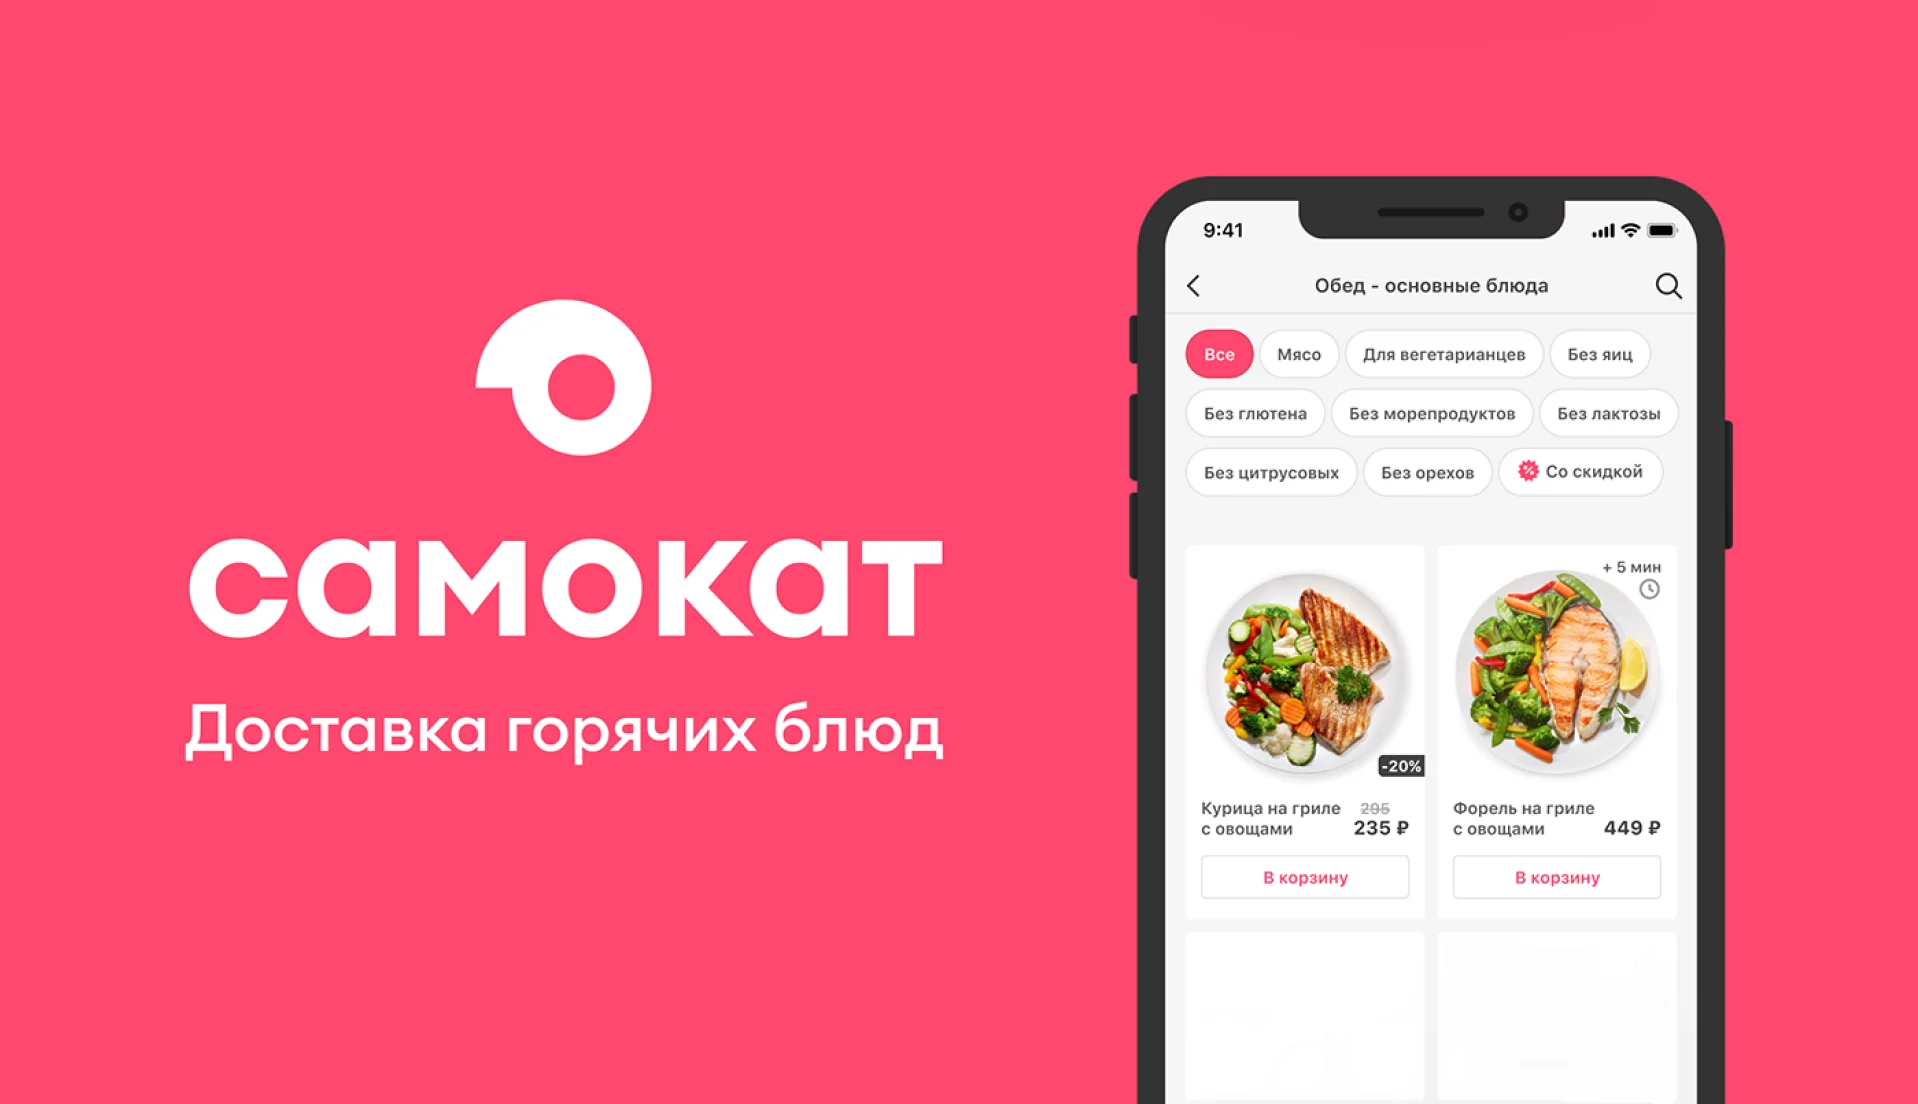 самокат
Доставка горячих блюд
9:41
Обед - основные блюда
Все
Мясо
Для вегетарианцев
Без яиц
Без глютена
Без морепродуктов
Без лактозы
Без цитрусовых
Без орехов
% Со скидкой
-20%
Курица на гриле 295
с овощами 235 ₽
В корзину
+ 5 мин
Форель на гриле
с овощами 449 ₽
В корзину